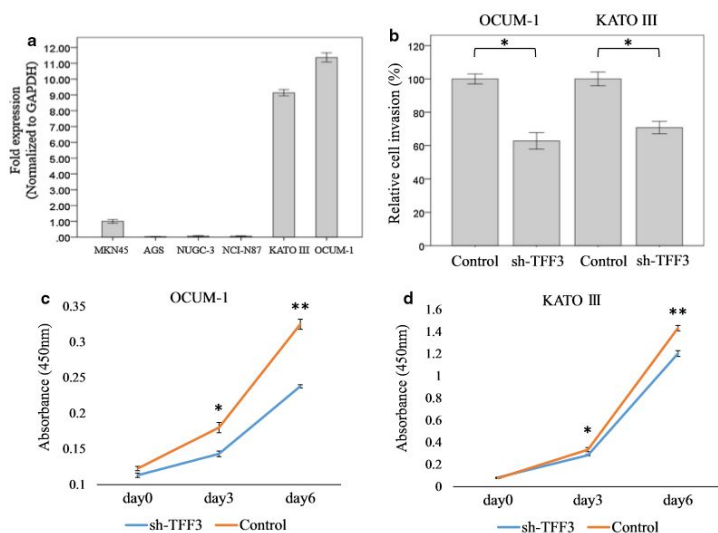 a
Fold expression
(Normalized to GAPDH)
12.00
11.00
10.00
9.00
8.00
7.00
6.00
5.00
4.00
3.00
2.00
1.00
.00
MKN45 AGS NUGC-3 NCI-N87 KATO III OCUM-1
b
OCUM-1 KATO III
* *
Relative cell invasion (%)
120
100
80
60
40
20
0
Control sh-TFF3 Control sh-TFF3
c
OCUM-1
Absorbance (450nm)
0.35
0.3
0.25
0.2
0.15
0.1
*
**
day0 day3 day6
sh-TFF3 Control
d
KATO III
Absorbance (450nm)
1.6
1.4
1.2
1
0.8
0.6
0.4
0.2
0
*
**
day0 day3 day6
sh-TFF3 Control